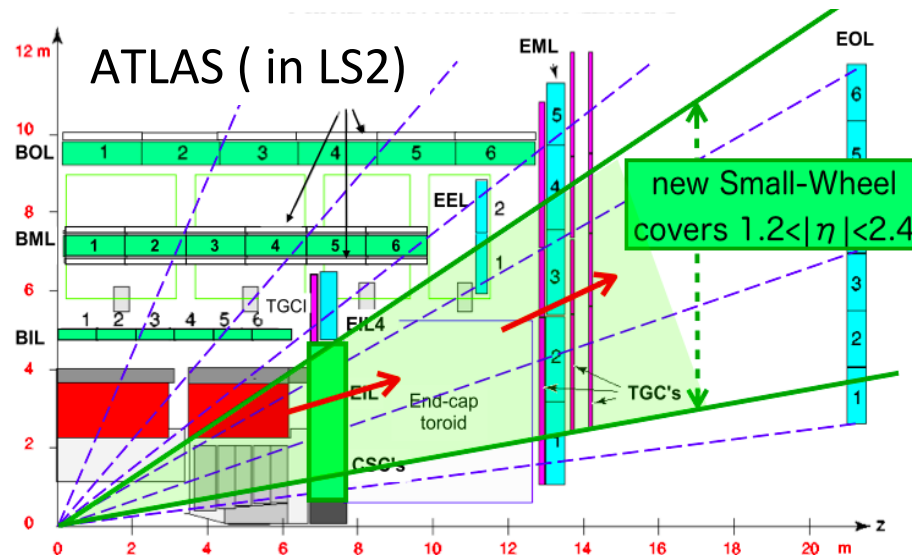 12 m
ATLAS ( in LS2)
EML
EOL
10
BOL
1 2 3 4 5 6
5
6
5
new Small-Wheel
covers 1.2<|η|<2.4
8
EEL
2
1
4
BML
1 2 3 4 5 6
6
TGCI
3
3
1 2 3 4 5 6
BIL
EIL4
4
EIL
2
2
End-cap
toroid
TGC's
1
2
CSC's
1
0
0 2 4 6 8 10 12 14 16 18 20 m
z